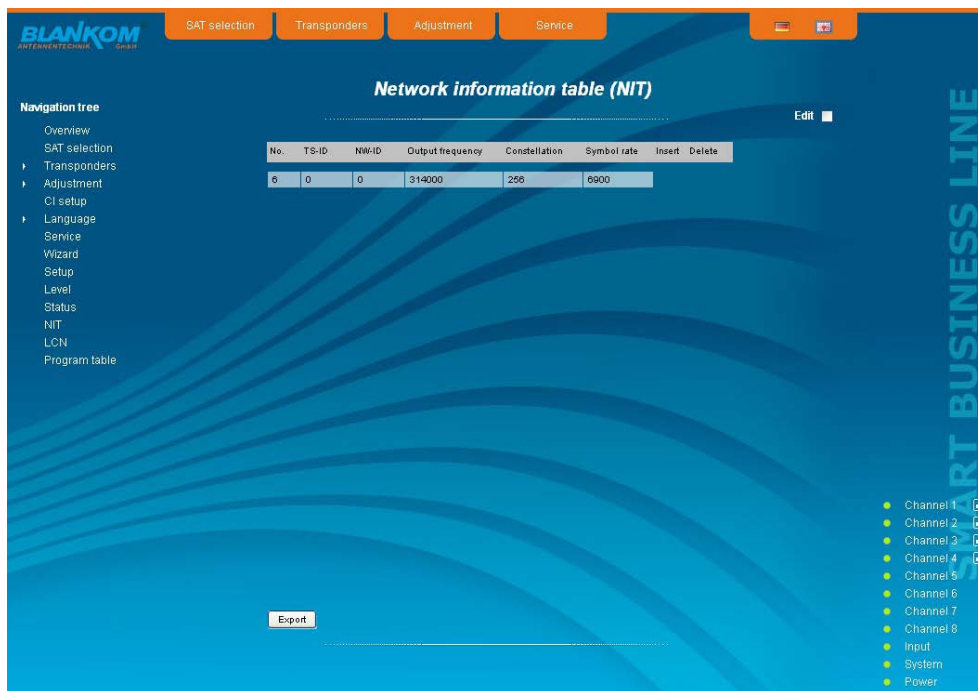 BLANKOM
ANTENNENTECHNIK GmbH
SAT selection
Transponders
Adjustment
Service
Network information table (NIT)
Edit
Navigation tree
Overview
SAT selection
Transponders
Adjustment
CI setup
Language
Service
Wizard
Setup
Level
Status
NIT
LCN
Program table
No. TS-ID NW-ID Output frequency Constellation Symbol rate Insert Delete
6 0 0 314000 256 6900
SMART BUSINESS LINE
Channel 1
Channel 2
Channel 3
Channel 4
Channel 5
Channel 6
Channel 7
Channel 8
Input
System
Power
Export